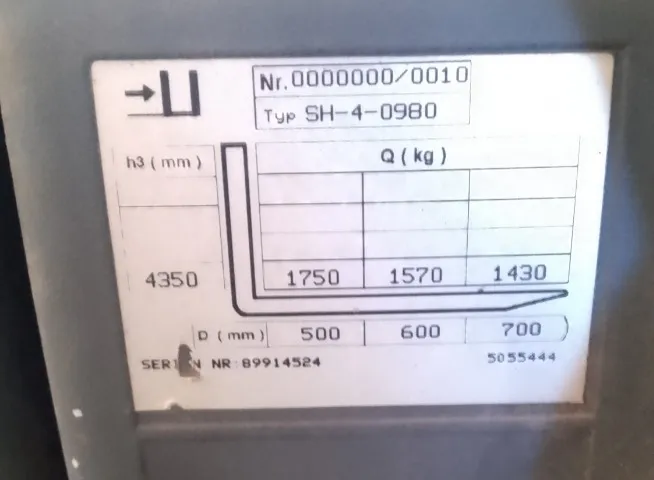 Nr.0000000/0010
Typ SH-4-0980
h3 (mm) Q (kg)
4350 1750 1570 1430
D (mm) 500 600 700
NR 89914524 5055444